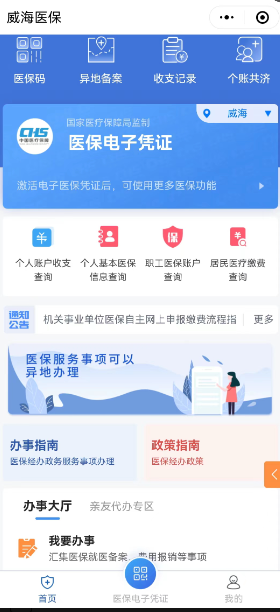 威海医保
医保码
异地备案
收支记录
个账共济
国家医疗保障局监制
威海
CHS
中国医疗保障
医保电子凭证
激活电子医保凭证后，可使用更多医保功能
个人账户收支
查询
个人基本医保
信息查询
职工医保账户
查询
居民医疗缴费
查询
通知
公告
机关事业单位医保自主网上申报缴费流程指
更多
医保服务事项可以
异地办理
办事指南
医保经办政务服务事项办理
政策指南
医保经办政策
办事大厅
亲友代办专区
我要办事
汇集医保就医备案、费用报销等事项
首页
医保电子凭证
我的